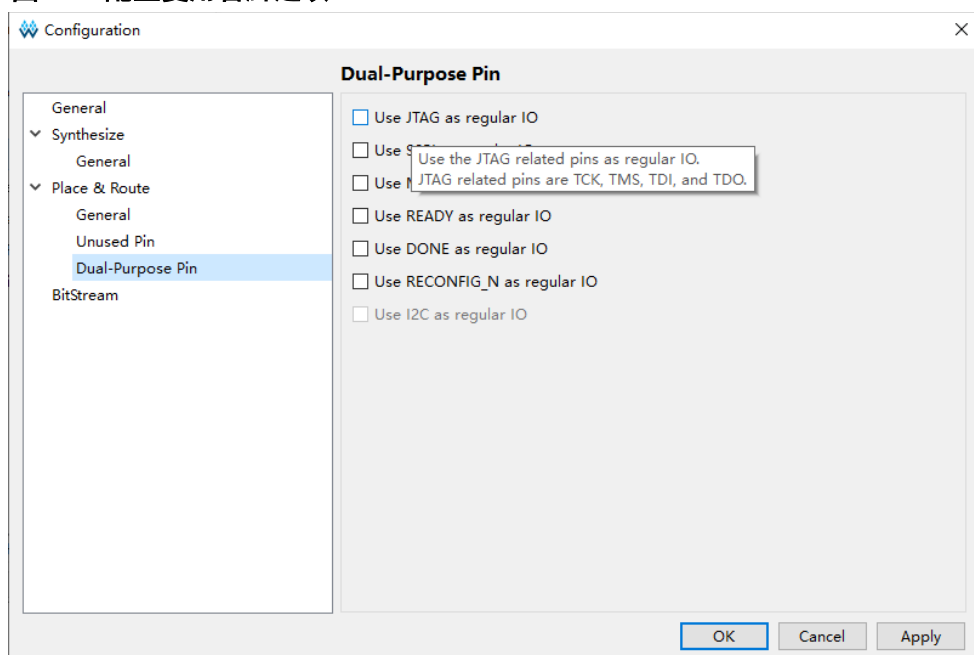 Configuration
Dual-Purpose Pin
General
Synthesize
General
Place & Route
General
Unused Pin
Dual-Purpose Pin
BitStream
Use JTAG as regular IO
Use
Use the JTAG related pins as regular IO.
JTAG related pins are TCK, TMS, TDI, and TDO.
Use
Use READY as regular IO
Use DONE as regular IO
Use RECONFIG_N as regular IO
Use I2C as regular IO
OK
Cancel
Apply